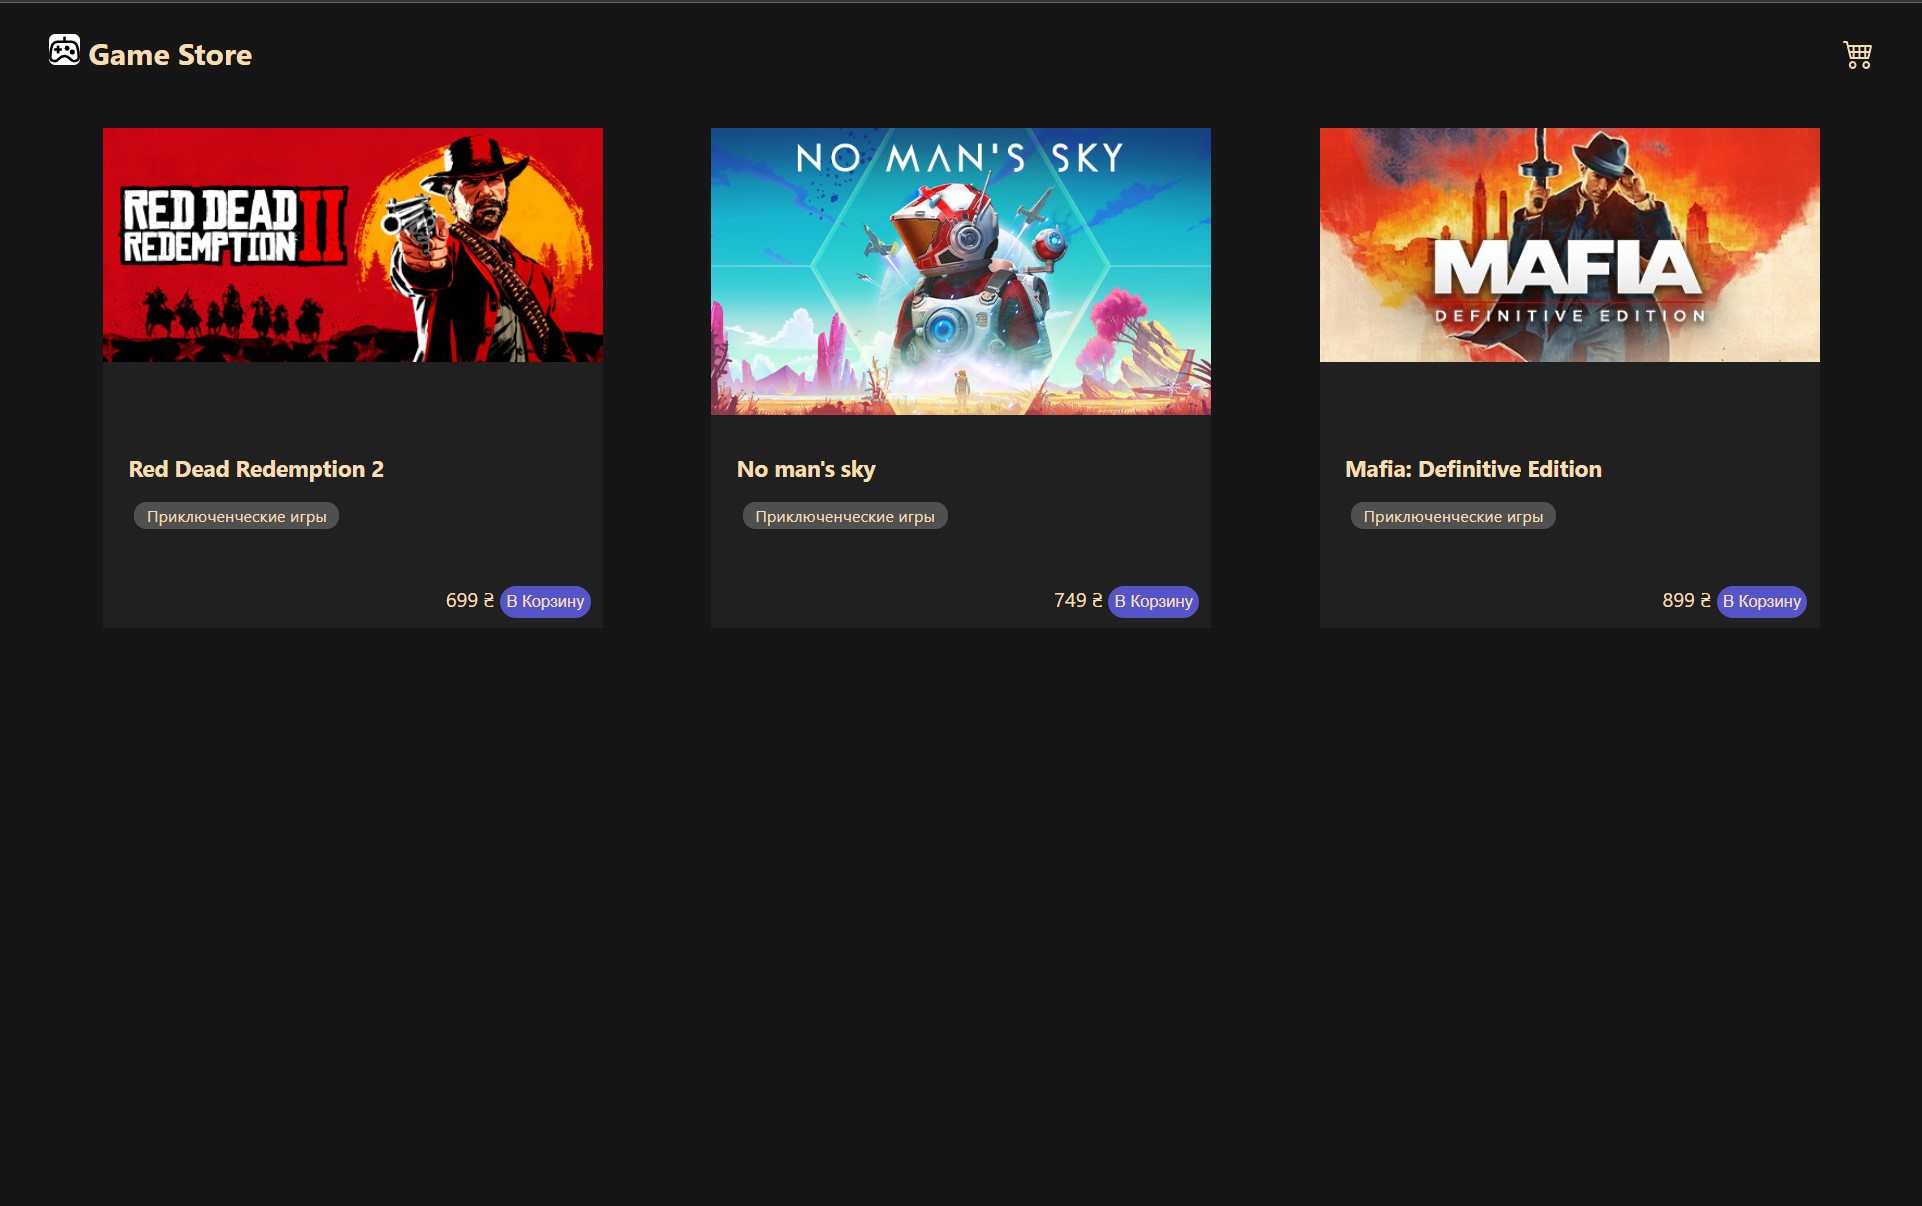 Game Store
RED DEAD
REDEMPTION II
NO MAN'S SKY
MAFIA
DEFINITIVE EDITION
Red Dead Redemption 2
No man's sky
Mafia: Definitive Edition
Приключенческие игры
Приключенческие игры
Приключенческие игры
699 ₴ В Корзину
749 ₴ В Корзину
899 ₴ В Корзину